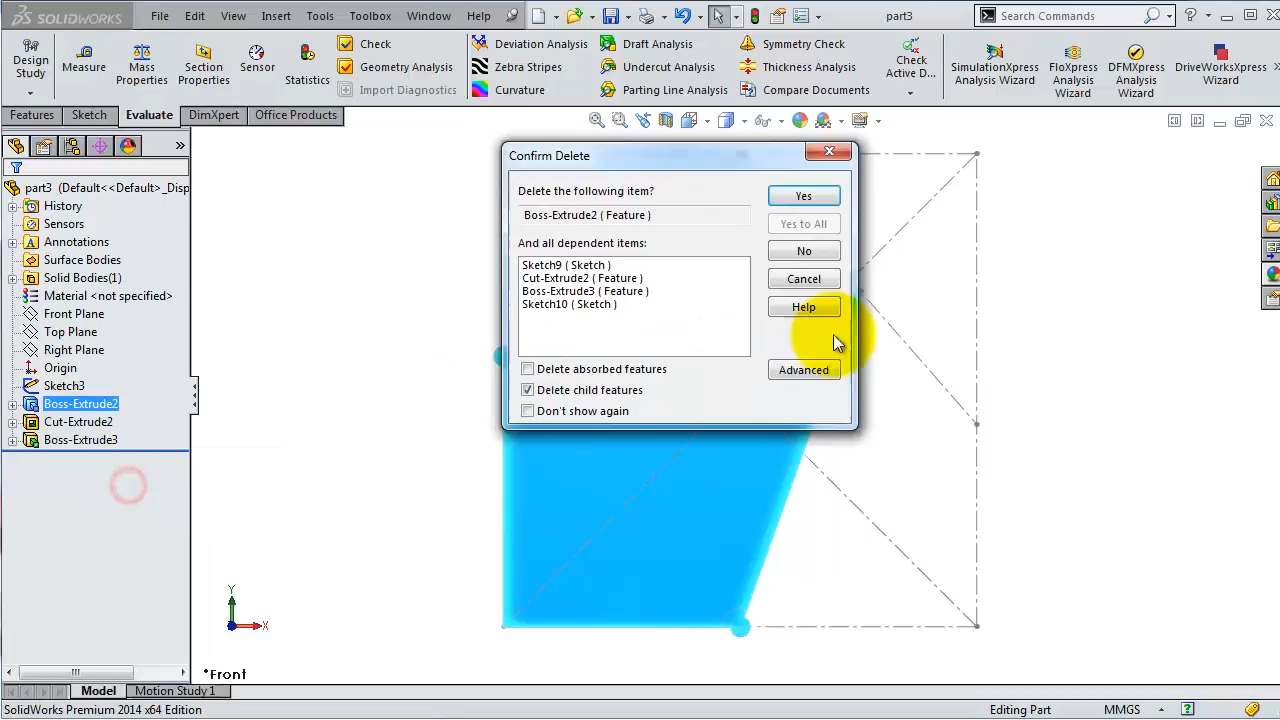 SOLIDWORKS File Edit View Insert Tools Toolbox Window Help part3 Search Commands
Design Study
Measure
Mass Properties
Section Properties
Sensor
Statistics
Check
Geometry Analysis
Import Diagnostics
Deviation Analysis
Zebra Stripes
Curvature
Draft Analysis
Undercut Analysis
Parting Line Analysis
Symmetry Check
Thickness Analysis
Compare Documents
Check Active D...
SimulationXpress Analysis Wizard
FloXpress Analysis Wizard
DFMXpress Analysis Wizard
DriveWorksXpress Wizard
Features Sketch Evaluate DimXpert Office Products
part3 (Default<<Default>_Disp
History
Sensors
Annotations
Surface Bodies
Solid Bodies(1)
Material <not specified>
Front Plane
Top Plane
Right Plane
Origin
Sketch3
Boss-Extrude2
Cut-Extrude2
Boss-Extrude3
Confirm Delete
Delete the following item?
Boss-Extrude2 ( Feature )
And all dependent items:
Sketch9 ( Sketch )
Cut-Extrude2 ( Feature )
Boss-Extrude3 ( Feature )
Sketch10 ( Sketch )
Delete absorbed features
Delete child features
Don't show again
Yes
Yes to All
No
Cancel
Help
Advanced
Y
X
*Front
Model Motion Study 1
SolidWorks Premium 2014 x64 Edition Editing Part MMGS